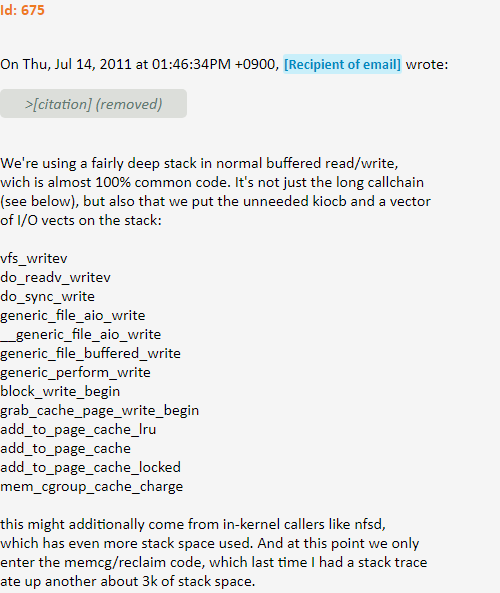 Id: 675
On Thu, Jul 14, 2011 at 01:46:34PM +0900, [Recipient of email] wrote:
>[citation] (removed)
We're using a fairly deep stack in normal buffered read/write,
wich is almost 100% common code. It's not just the long callchain
(see below), but also that we put the unneeded kiocb and a vector
of I/O vects on the stack:
vfs_writev
do_readv_writev
do_sync_write
generic_file_aio_write
__generic_file_aio_write
generic_file_buffered_write
generic_perform_write
block_write_begin
grab_cache_page_write_begin
add_to_page_cache_lru
add_to_page_cache
add_to_page_cache_locked
mem_cgroup_cache_charge
this might additionally come from in-kernel callers like nfsd,
which has even more stack space used. And at this point we only
enter the memcg/reclaim code, which last time I had a stack trace
ate up another about 3k of stack space.